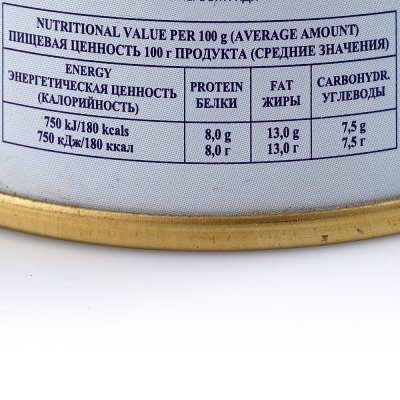 NUTRITIONAL VALUE PER 100 g (AVERAGE AMOUNT)
ПИЩЕВАЯ ЦЕННОСТЬ 100 г ПРОДУКТА (СРЕДНИЕ ЗНАЧЕНИЯ)
ENERGY
ЭНЕРГЕТИЧЕСКАЯ ЦЕННОСТЬ
(КАЛОРИЙНОСТЬ)
PROTEIN
БЕЛКИ
FAT
ЖИРЫ
CARBOHYDR.
УГЛЕВОДЫ
750 kJ/180 kcals
750 кДж/180 ккал
8,0 g
8,0 г
13,0 g
13,0 г
7,5 g
7,5 г